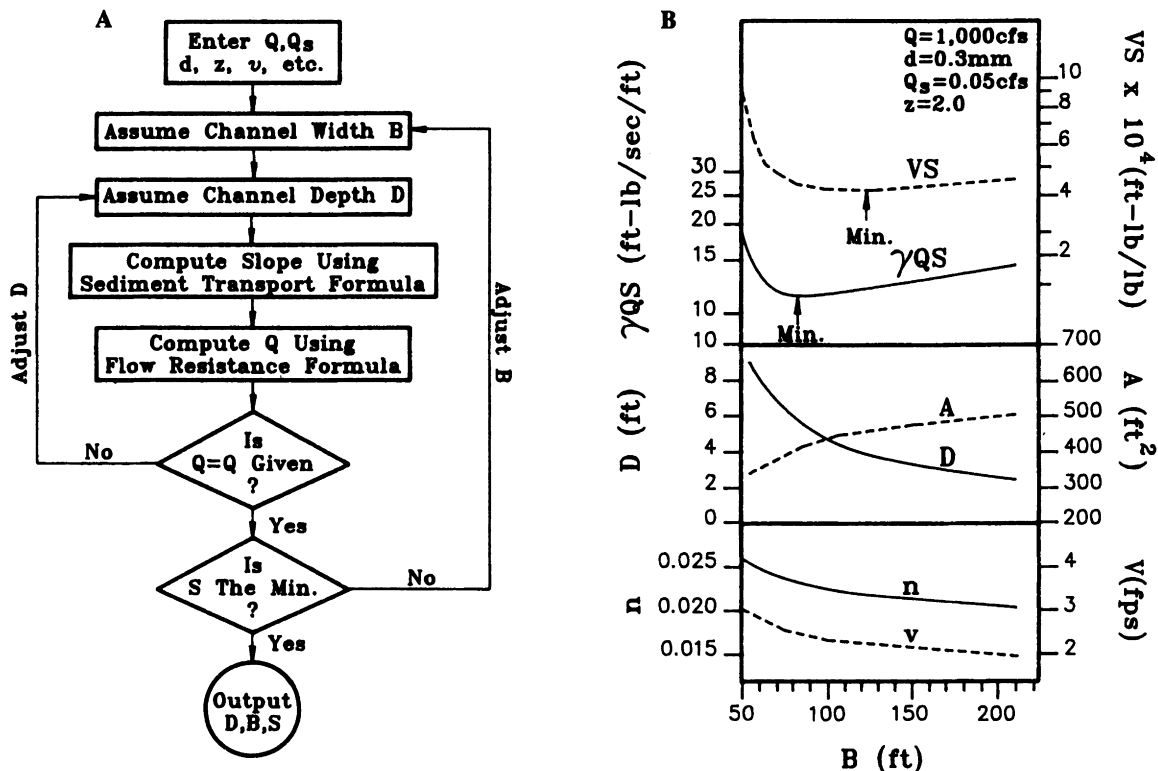 A
Enter Q,Qs
d, z, ν, etc.
Assume Channel Width B
Assume Channel Depth D
Compute Slope Using
Sediment Transport Formula
Compute Q Using
Flow Resistance Formula
Is
Q=Q Given
?
No
Yes
Is
S The Min.
?
No
Yes
Output
D,B,S
Adjust D
Adjust B
B
Q=1,000cfs
d=0.3mm
Qs=0.05cfs
z=2.0
γQS (ft-lb/sec/ft)
30
25
20
15
10
10
VS x 10⁴(ft-lb/lb)
10
8
6
4
2
VS
Min.
γQS
Min.
D (ft)
8
6
4
2
0
A (ft²)
700
600
500
400
300
200
A
D
n
0.025
0.020
0.015
V(fps)
4
3
2
n
v
50
100
150
200
B (ft)